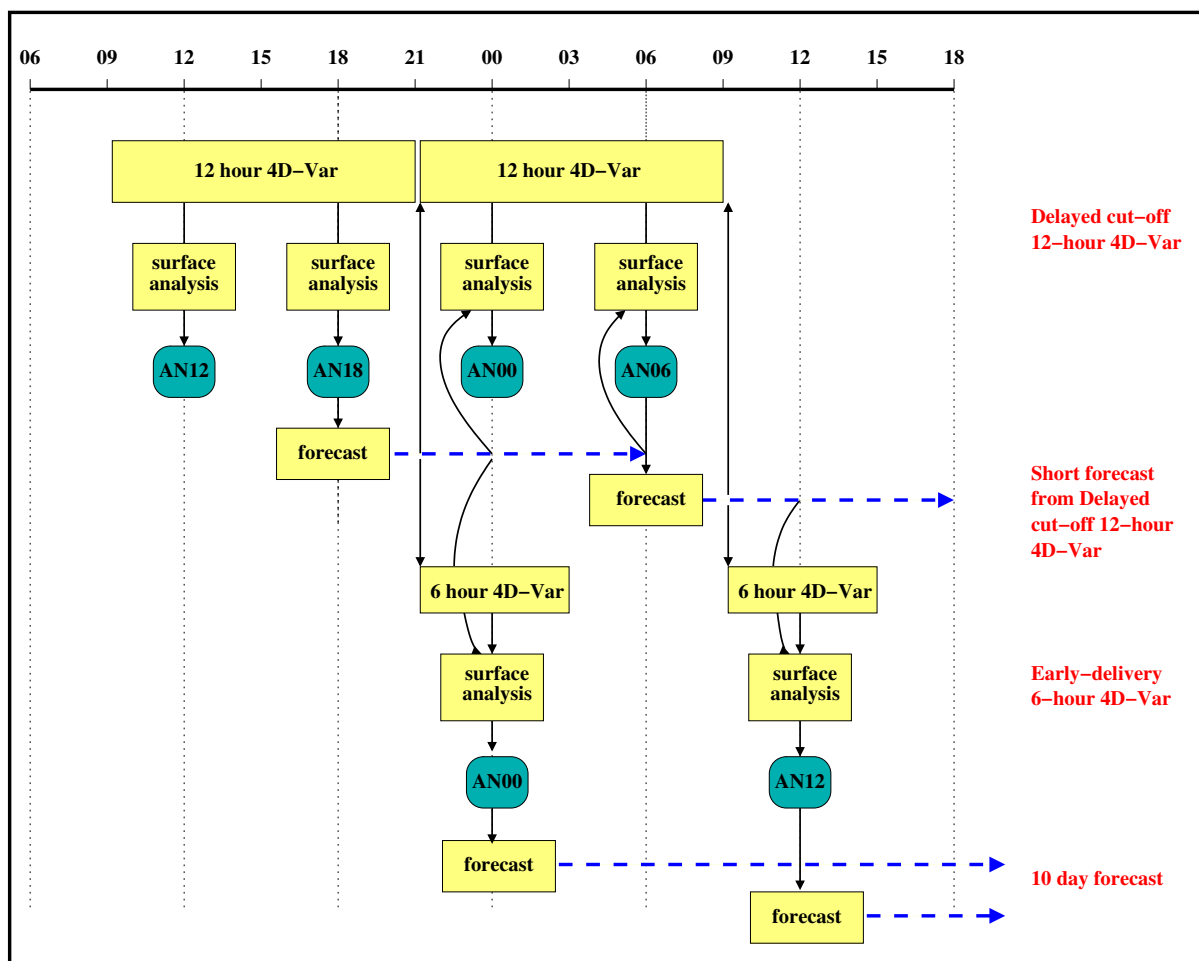 06 12 15 18 21 00 03 06 09 12 15 18
12 hour 4D−Var 12 hour 4D−Var
Delayed cut−off
12−hour 4D−Var
surface
analysis
surface
analysis
surface
analysis
surface
analysis
AN12 AN18 AN00 AN06
forecast
forecast
Short forecast
from Delayed
cut−off 12−hour
4D−Var
6 hour 4D−Var 6 hour 4D−Var
surface
analysis
surface
analysis
Early−delivery
6−hour 4D−Var
AN00 AN12
forecast
10 day forecast
forecast